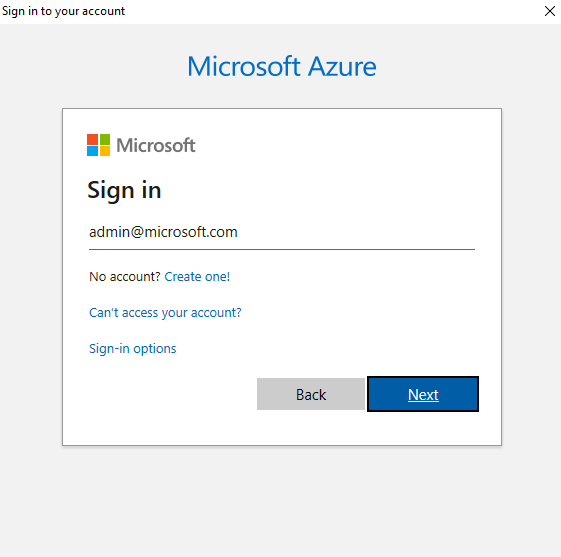 Sign in to your account
Microsoft Azure
Microsoft
Sign in
admin@microsoft.com
No account? Create one!
Can't access your account?
Sign-in options
Back Next